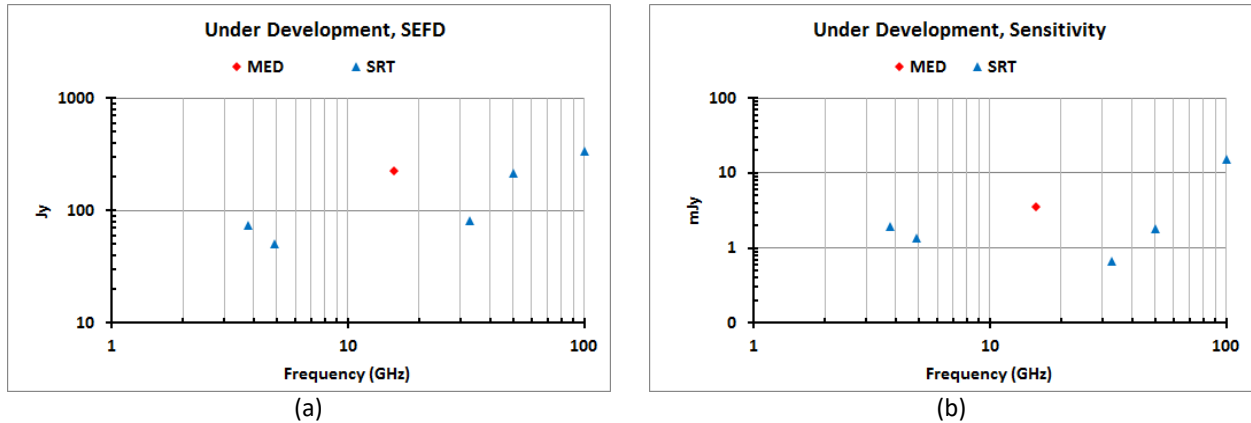 Under Development, SEFD
MED SRT
1000
100
10
Jy
1 10 100
Frequency (GHz)
(a)
Under Development, Sensitivity
MED SRT
100
10
1
0
mJy
1 10 100
Frequency (GHz)
(b)